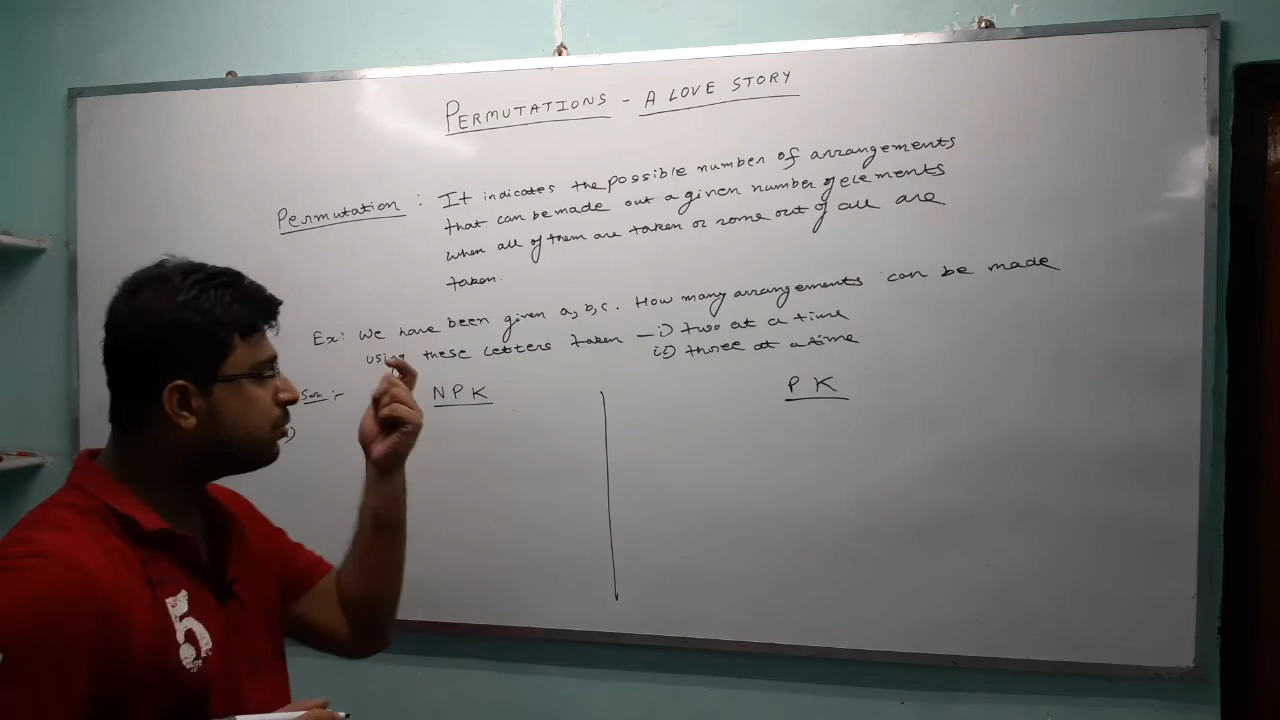 PERMUTATIONS - A LOVE STORY
Permutation : It indicates the possible number of arrangements
that can be made out a given number of elements
when all of them are taken or some out of all are
taken.
Ex: We have been given a, b, c. How many arrangements can be made
using these letters taken - i) two at a time
ii) three at a time
Soln :-
NPK
PK
5